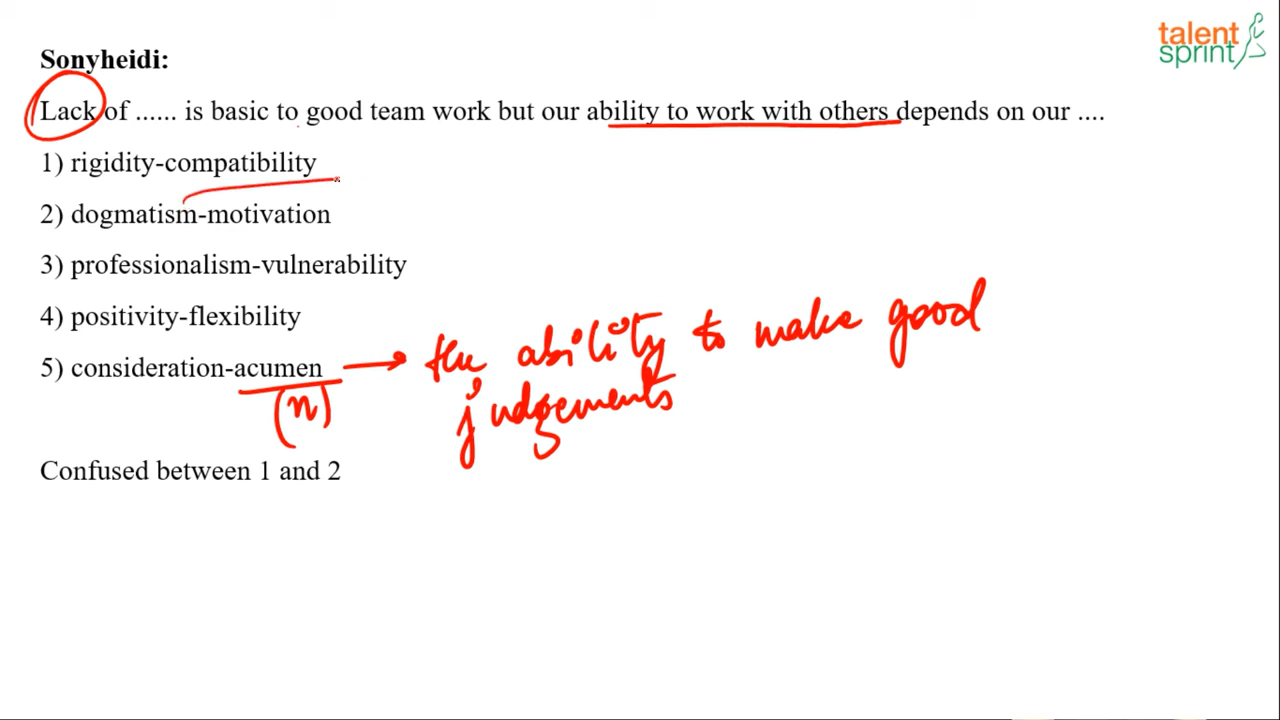 talent
sprint
Sonyheidi:
Lack of ...... is basic to good team work but our ability to work with others depends on our ....
1) rigidity-compatibility
2) dogmatism-motivation
3) professionalism-vulnerability
4) positivity-flexibility
5) consideration-acumen
(n)
the ability to make good
judgements
Confused between 1 and 2